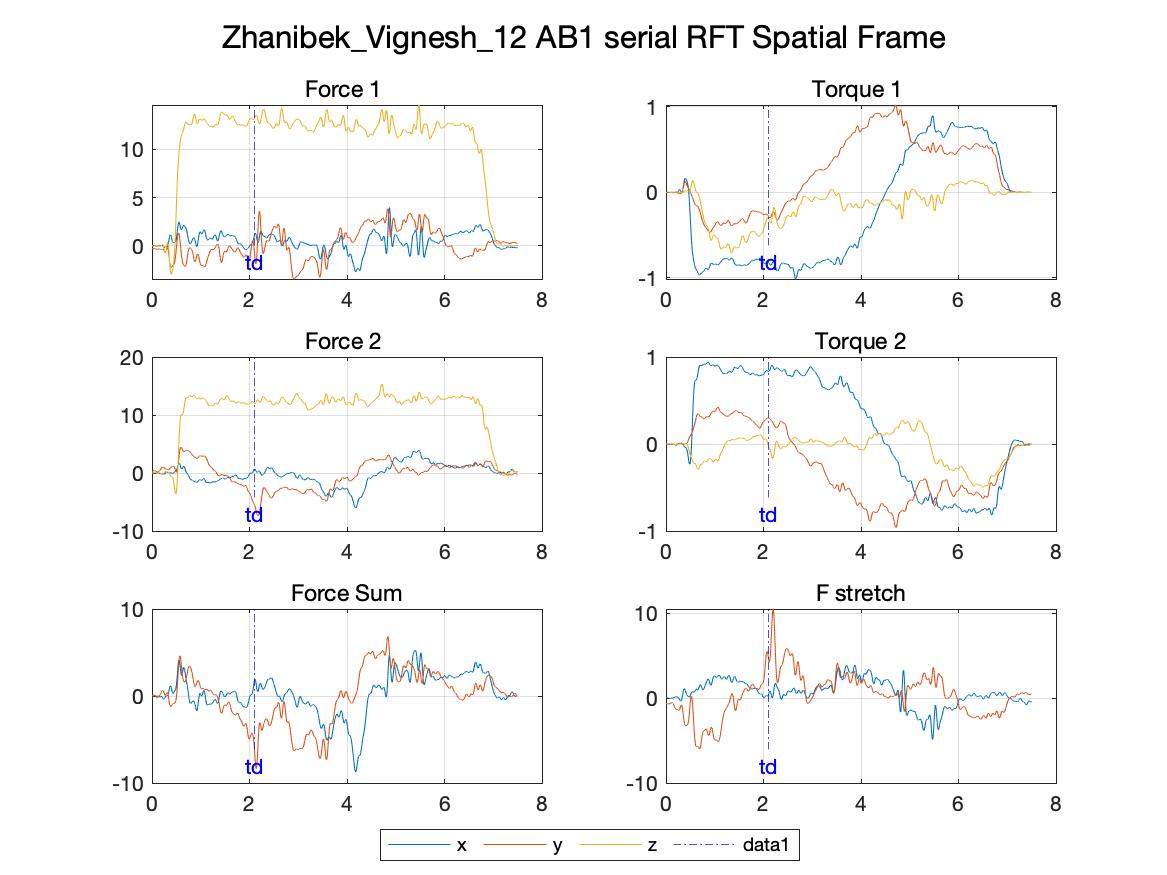 Zhanibek_Vignesh_12 AB1 serial RFT Spatial Frame
Force 1
10
5
0
td
0 2 4 6 8
Torque 1
1
0
-1
td
0 2 4 6 8
Force 2
20
10
0
-10
td
0 2 4 6 8
Torque 2
1
0
-1
td
0 2 4 6 8
Force Sum
10
0
-10
td
0 2 4 6 8
F stretch
10
0
-10
td
0 2 4 6 8
x y z data1